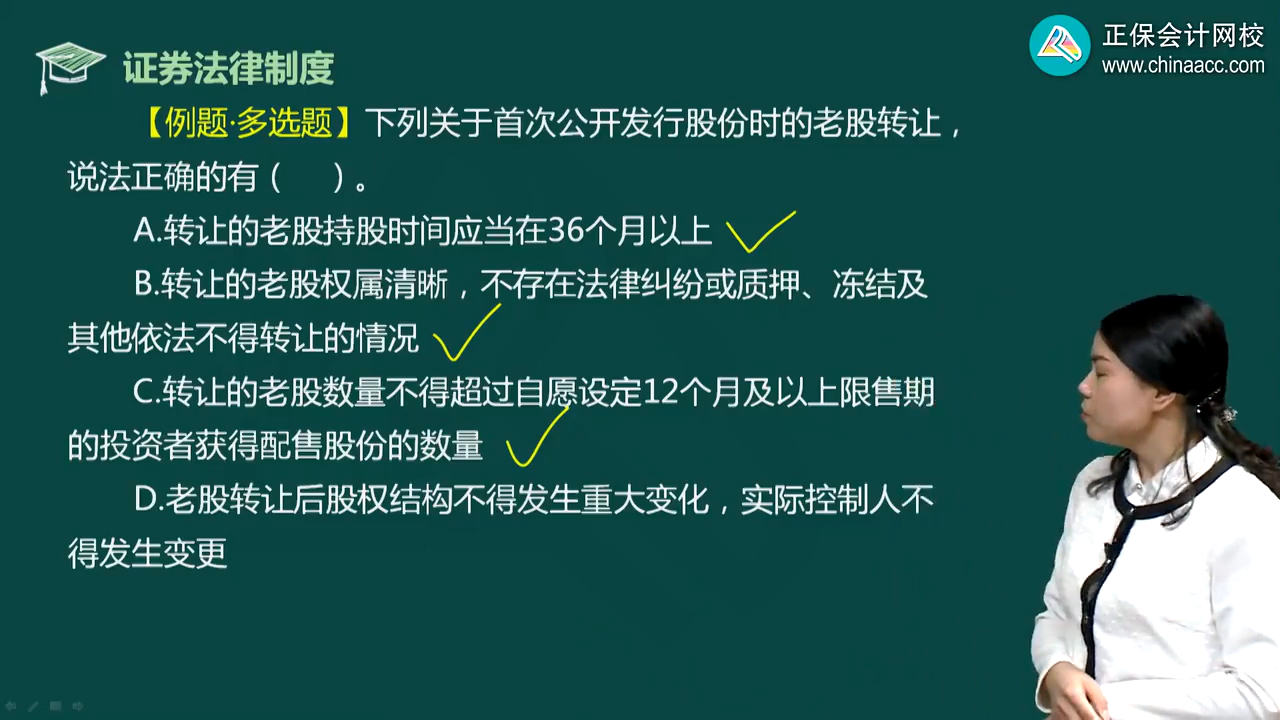 证券法律制度
正保会计网校
www.chinaacc.com
【例题·多选题】下列关于首次公开发行股份时的老股转让，
说法正确的有（  ）。
A.转让的老股持股时间应当在36个月以上
B.转让的老股权属清晰，不存在法律纠纷或质押、冻结及
其他依法不得转让的情况
C.转让的老股数量不得超过自愿设定12个月及以上限售期
的投资者获得配售股份的数量
D.老股转让后股权结构不得发生重大变化，实际控制人不
得发生变更